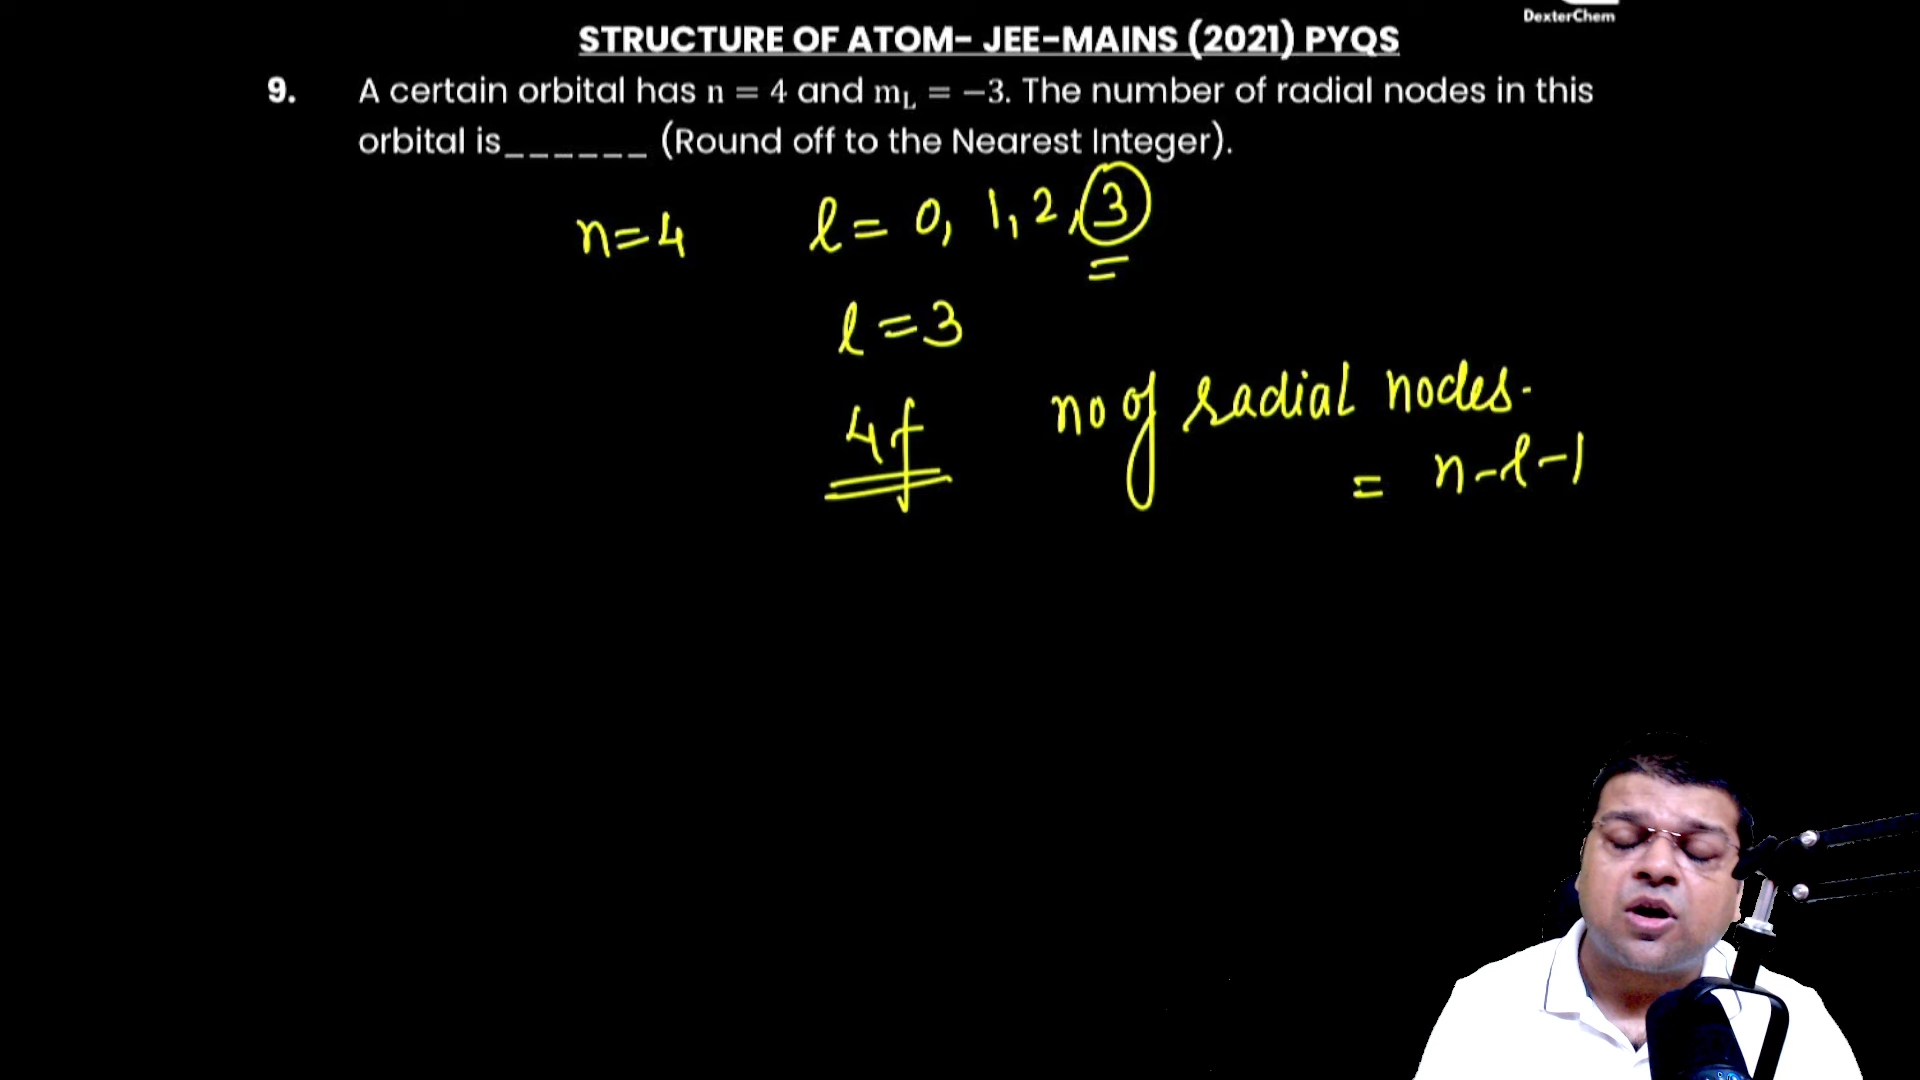 DexterChem
STRUCTURE OF ATOM- JEE-MAINS (2021) PYQS
9. A certain orbital has n = 4 and mL = −3. The number of radial nodes in this
orbital is______ (Round off to the Nearest Integer).
n=4 l = 0, 1, 2, 3
l = 3
4f no of radial nodes.
= n-l-1